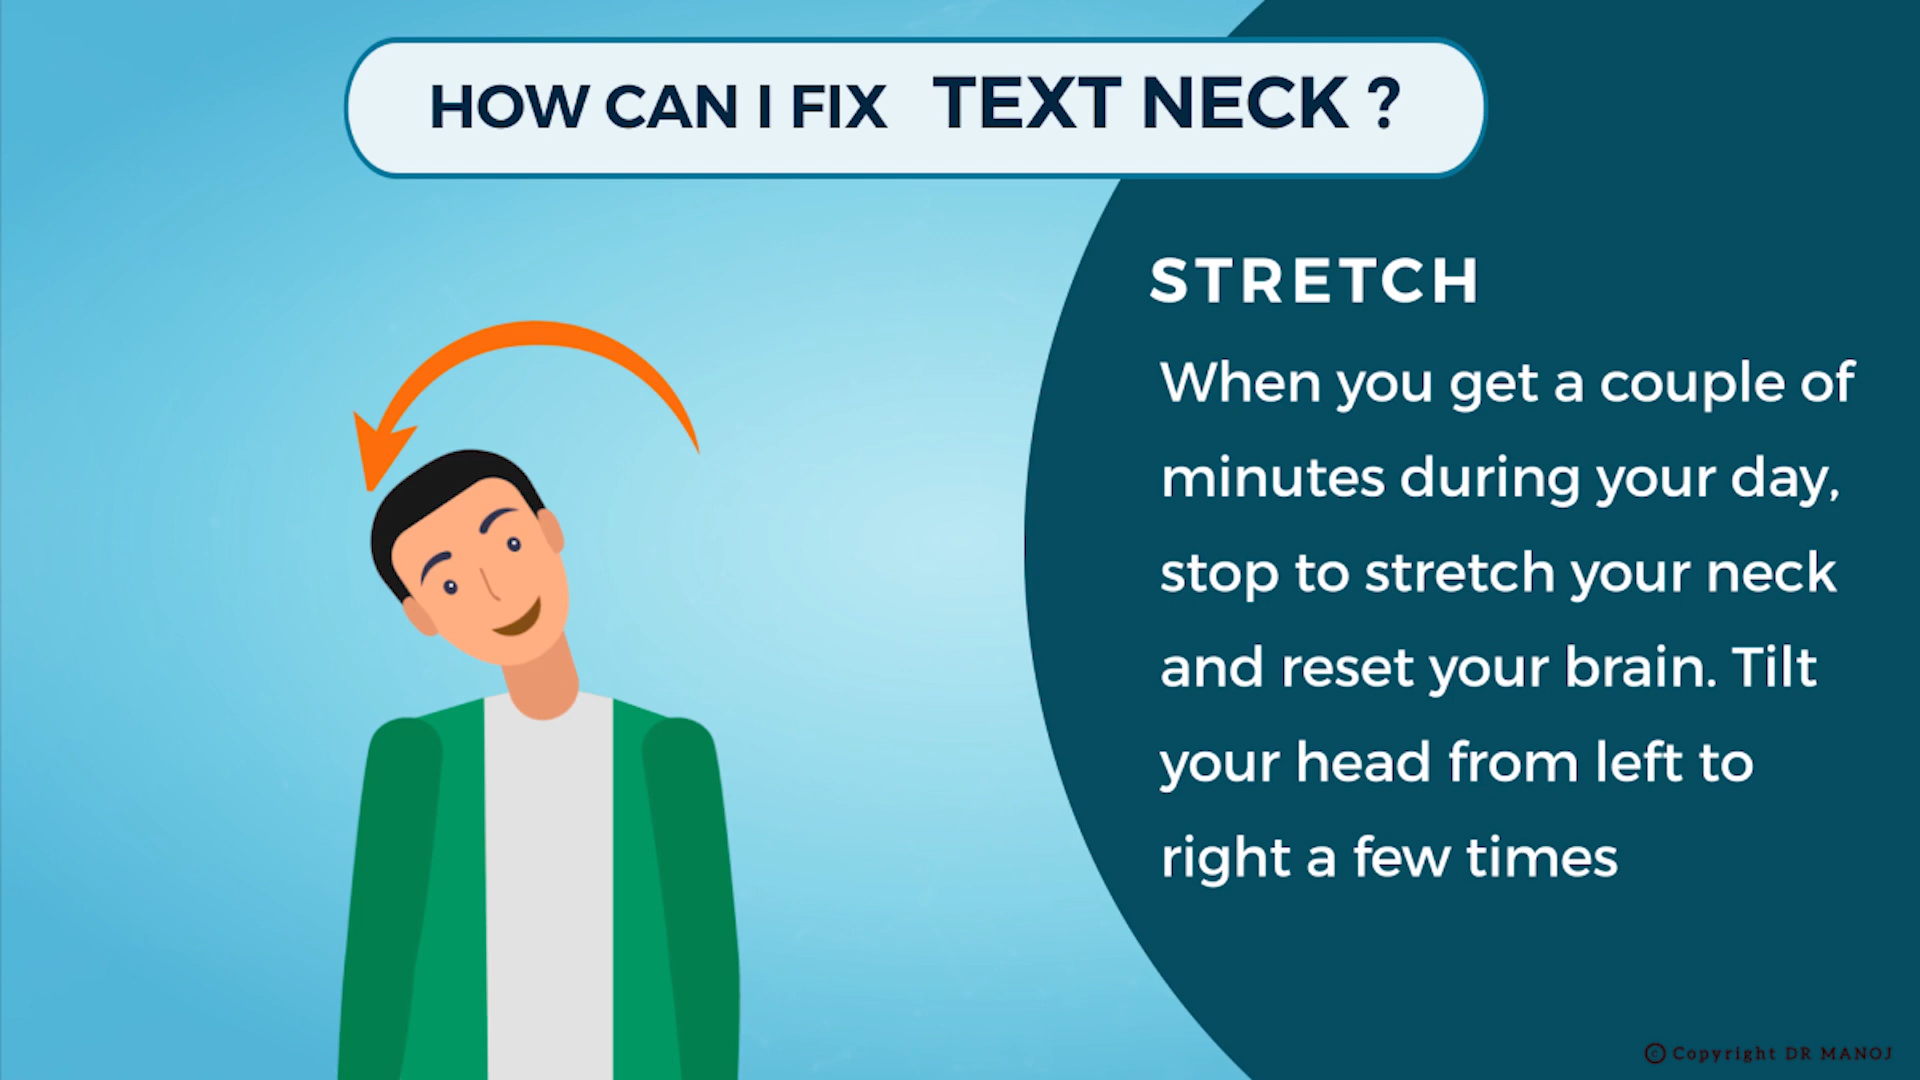 HOW CAN I FIX TEXT NECK ?
STRETCH
When you get a couple of
minutes during your day,
stop to stretch your neck
and reset your brain. Tilt
your head from left to
right a few times
© Copyright DR MANOJ